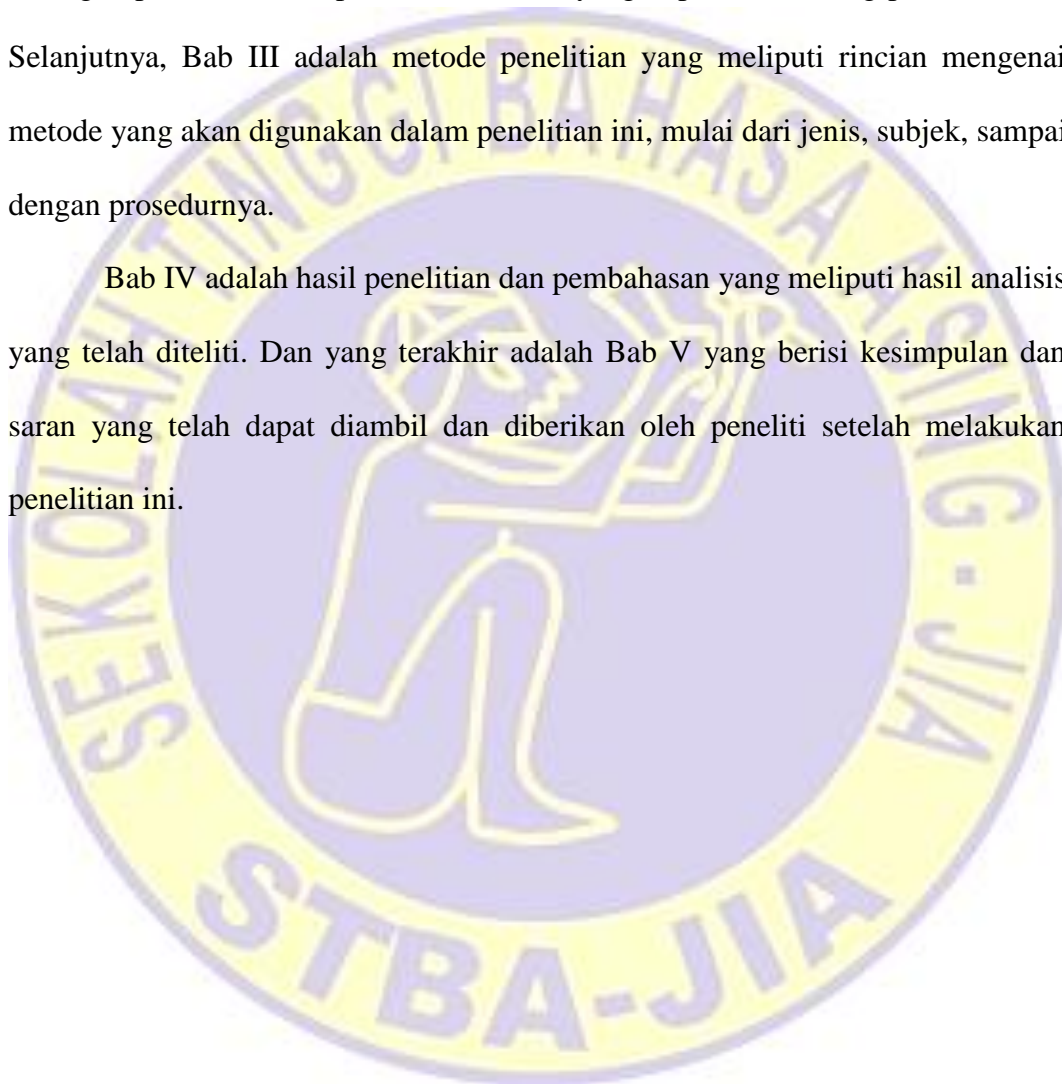 Selanjutnya, Bab III adalah metode penelitian yang meliputi rincian mengenai
metode yang akan digunakan dalam penelitian ini, mulai dari jenis, subjek, sampai
dengan prosedurnya.
Bab IV adalah hasil penelitian dan pembahasan yang meliputi hasil analisis
yang telah diteliti. Dan yang terakhir adalah Bab V yang berisi kesimpulan dan
saran yang telah dapat diambil dan diberikan oleh peneliti setelah melakukan
penelitian ini.
SEKOLAH TINGGI BAHASA ASING - JIA
STBA-JIA